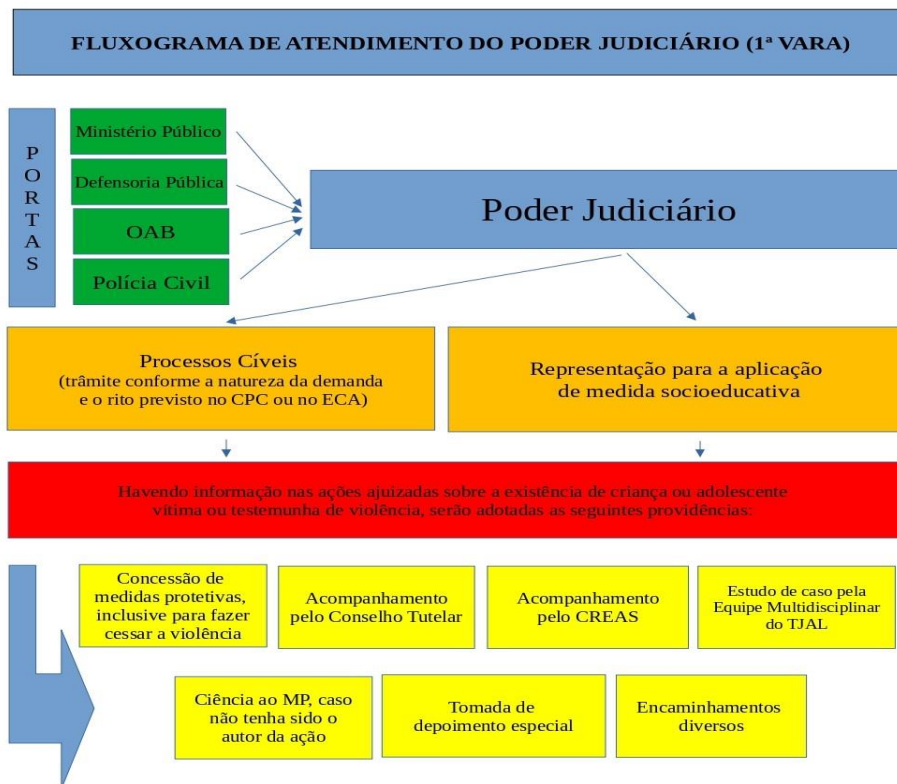 FLUXOGRAMA DE ATENDIMENTO DO PODER JUDICIÁRIO (1ª VARA)
PORTAS
Ministério Público
Defensoria Pública
OAB
Polícia Civil
Poder Judiciário
Processos Cíveis
(trâmite conforme a natureza da demanda
e o rito previsto no CPC ou no ECA)
Representação para a aplicação
de medida socioeducativa
Havendo informação nas ações ajuizadas sobre a existência de criança ou adolescente
vítima ou testemunha de violência, serão adotadas as seguintes providências:
Concessão de
medidas protetivas,
inclusive para fazer
cessar a violência
Acompanhamento
pelo Conselho Tutelar
Acompanhamento
pelo CREAS
Estudo de caso pela
Equipe Multidisciplinar
do TJAL
Ciência ao MP, caso
não tenha sido o
autor da ação
Tomada de
depoimento especial
Encaminhamentos
diversos